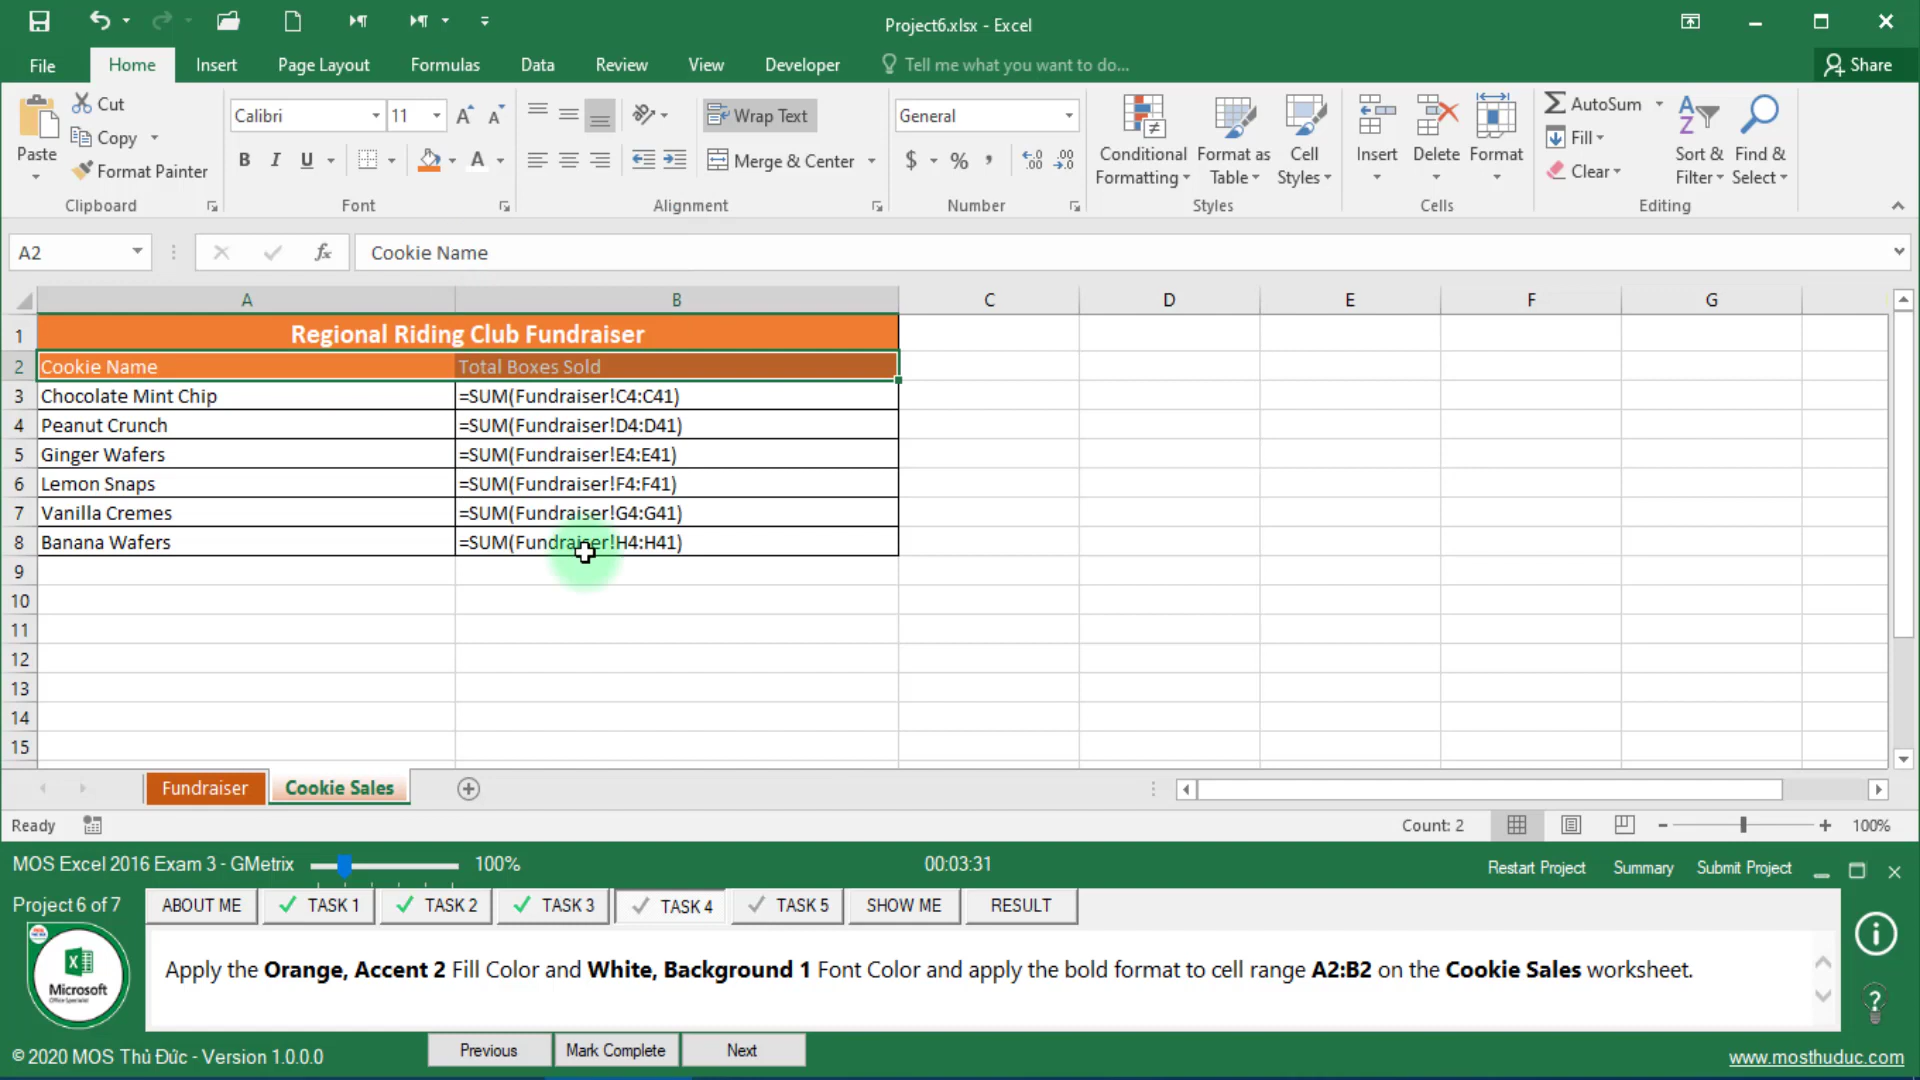 Project6.xlsx - Excel
File Home Insert Page Layout Formulas Data Review View Developer Tell me what you want to do... Share
Paste
Cut
Copy
Format Painter
Clipboard
Calibri 11
B I U
Font
Wrap Text
Merge & Center
Alignment
General
$ % ,
Number
Conditional Formatting
Format as Table
Cell Styles
Styles
Insert Delete Format
Cells
AutoSum
Fill
Clear
Sort & Filter
Find & Select
Editing
A2 fx Cookie Name
A B C D E F G
1 Regional Riding Club Fundraiser
2 Cookie Name Total Boxes Sold
3 Chocolate Mint Chip =SUM(Fundraiser!C4:C41)
4 Peanut Crunch =SUM(Fundraiser!D4:D41)
5 Ginger Wafers =SUM(Fundraiser!E4:E41)
6 Lemon Snaps =SUM(Fundraiser!F4:F41)
7 Vanilla Cremes =SUM(Fundraiser!G4:G41)
8 Banana Wafers =SUM(Fundraiser!H4:H41)
9
10
11
12
13
14
15
Fundraiser Cookie Sales
Ready Count: 2 100%
MOS Excel 2016 Exam 3 - GMetrix 100% 00:03:31 Restart Project Summary Submit Project
Project 6 of 7 ABOUT ME TASK 1 TASK 2 TASK 3 TASK 4 TASK 5 SHOW ME RESULT
Apply the Orange, Accent 2 Fill Color and White, Background 1 Font Color and apply the bold format to cell range A2:B2 on the Cookie Sales worksheet.
Microsoft
Previous Mark Complete Next
© 2020 MOS Thủ Đức - Version 1.0.0.0 www.mosthuduc.com